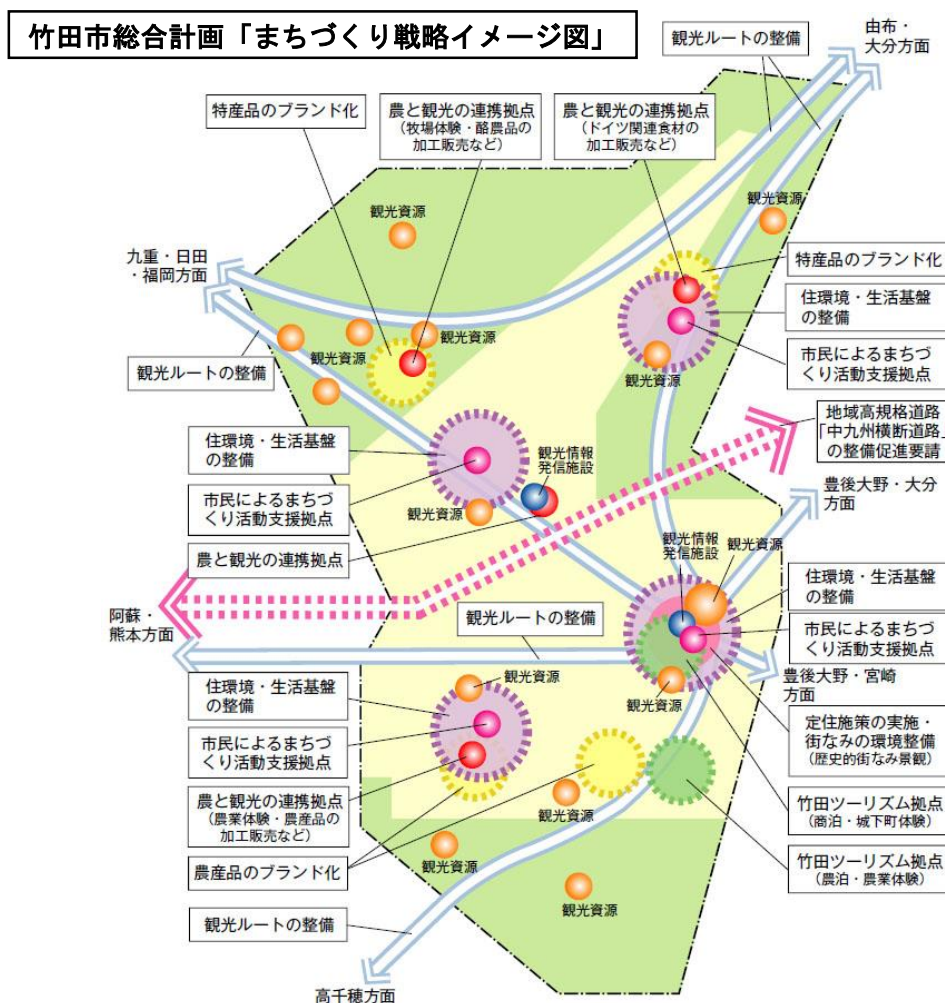 竹田市総合計画「まちづくり戦略イメージ図」
観光ルートの整備
由布・
大分方面
特産品のブランド化
農と観光の連携拠点
（牧場体験・酪農品の
加工販売など）
農と観光の連携拠点
（ドイツ関連食材の
加工販売など）
観光資源
観光資源
九重・日田
・福岡方面
特産品のブランド化
住環境・生活基盤
の整備
観光資源
観光資源
観光ルートの整備
観光資源
市民によるまちづ
くり活動支援拠点
地域高規格道路
「中九州横断道路」
の整備促進要請
住環境・生活基盤
の整備
観光情報
発信施設
市民によるまちづ
くり活動支援拠点
観光資源
豊後大野・大分
方面
農と観光の連携拠点
観光情報
発信施設
観光資源
住環境・生活基盤
の整備
阿蘇・
熊本方面
観光ルートの整備
市民によるまちづ
くり活動支援拠点
住環境・生活基盤
の整備
観光資源
観光資源
豊後大野・宮崎
方面
市民によるまちづ
くり活動支援拠点
定住施策の実施・
街なみの環境整備
（歴史的街なみ景観）
農と観光の連携拠点
（農業体験・農産品の
加工販売など）
観光資源
竹田ツーリズム拠点
（商泊・城下町体験）
農産品のブランド化
観光資源
竹田ツーリズム拠点
（農泊・農業体験）
観光ルートの整備
観光資源
高千穂方面